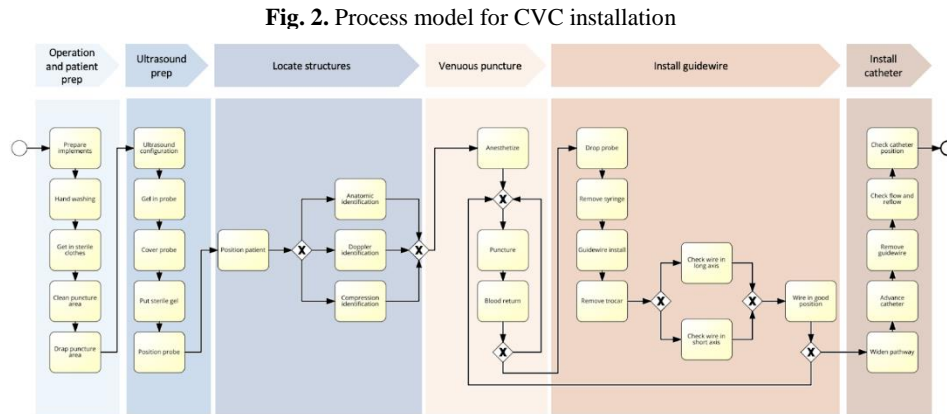 Fig. 2. Process model for CVC installation
Operation
and patient
prep
Ultrasound
prep
Locate structures
Venuous puncture
Install guidewire
Install
catheter
Prepare
implements
Hand washing
Get in sterile
clothes
Clean puncture
area
Drap puncture
area
Ultrasound
configuration
Gel in probe
Cover probe
Put sterile gel
Position probe
Position patient
X
Anatomic
identification
Doppler
identification
Compression
identification
X
Anesthetize
X
Puncture
Blood return
X
Drop probe
Remove syringe
Guidewire install
Remove trocar
X
Check wire in
long axis
Check wire in
short axis
X
Wire in good
position
X
Check catheter
position
Check flow and
reflow
Remove
guidewire
Advance
catheter
Widen pathway